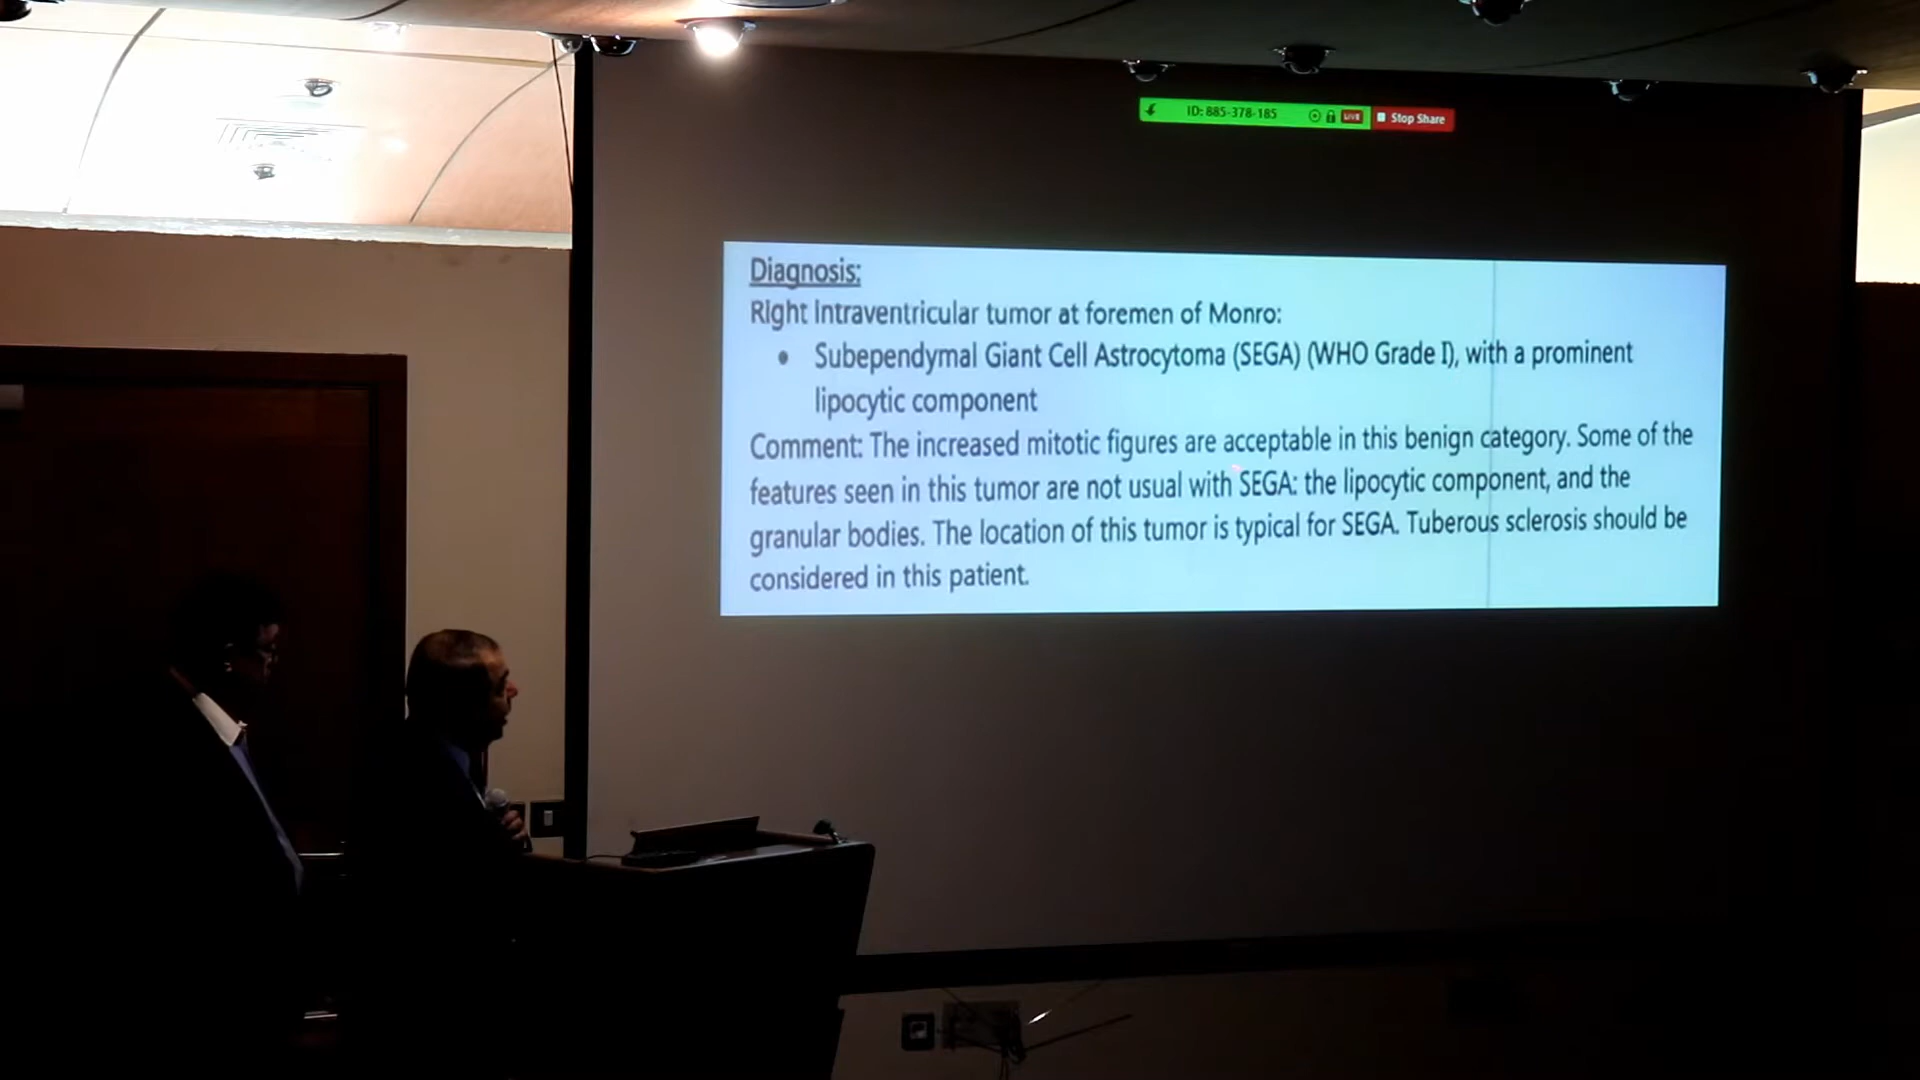 ID: 885-378-185 LIVE Stop Share
Diagnosis:
Right Intraventricular tumor at foremen of Monro:
• Subependymal Giant Cell Astrocytoma (SEGA) (WHO Grade I), with a prominent
lipocytic component
Comment: The increased mitotic figures are acceptable in this benign category. Some of the
features seen in this tumor are not usual with SEGA: the lipocytic component, and the
granular bodies. The location of this tumor is typical for SEGA. Tuberous sclerosis should be
considered in this patient.